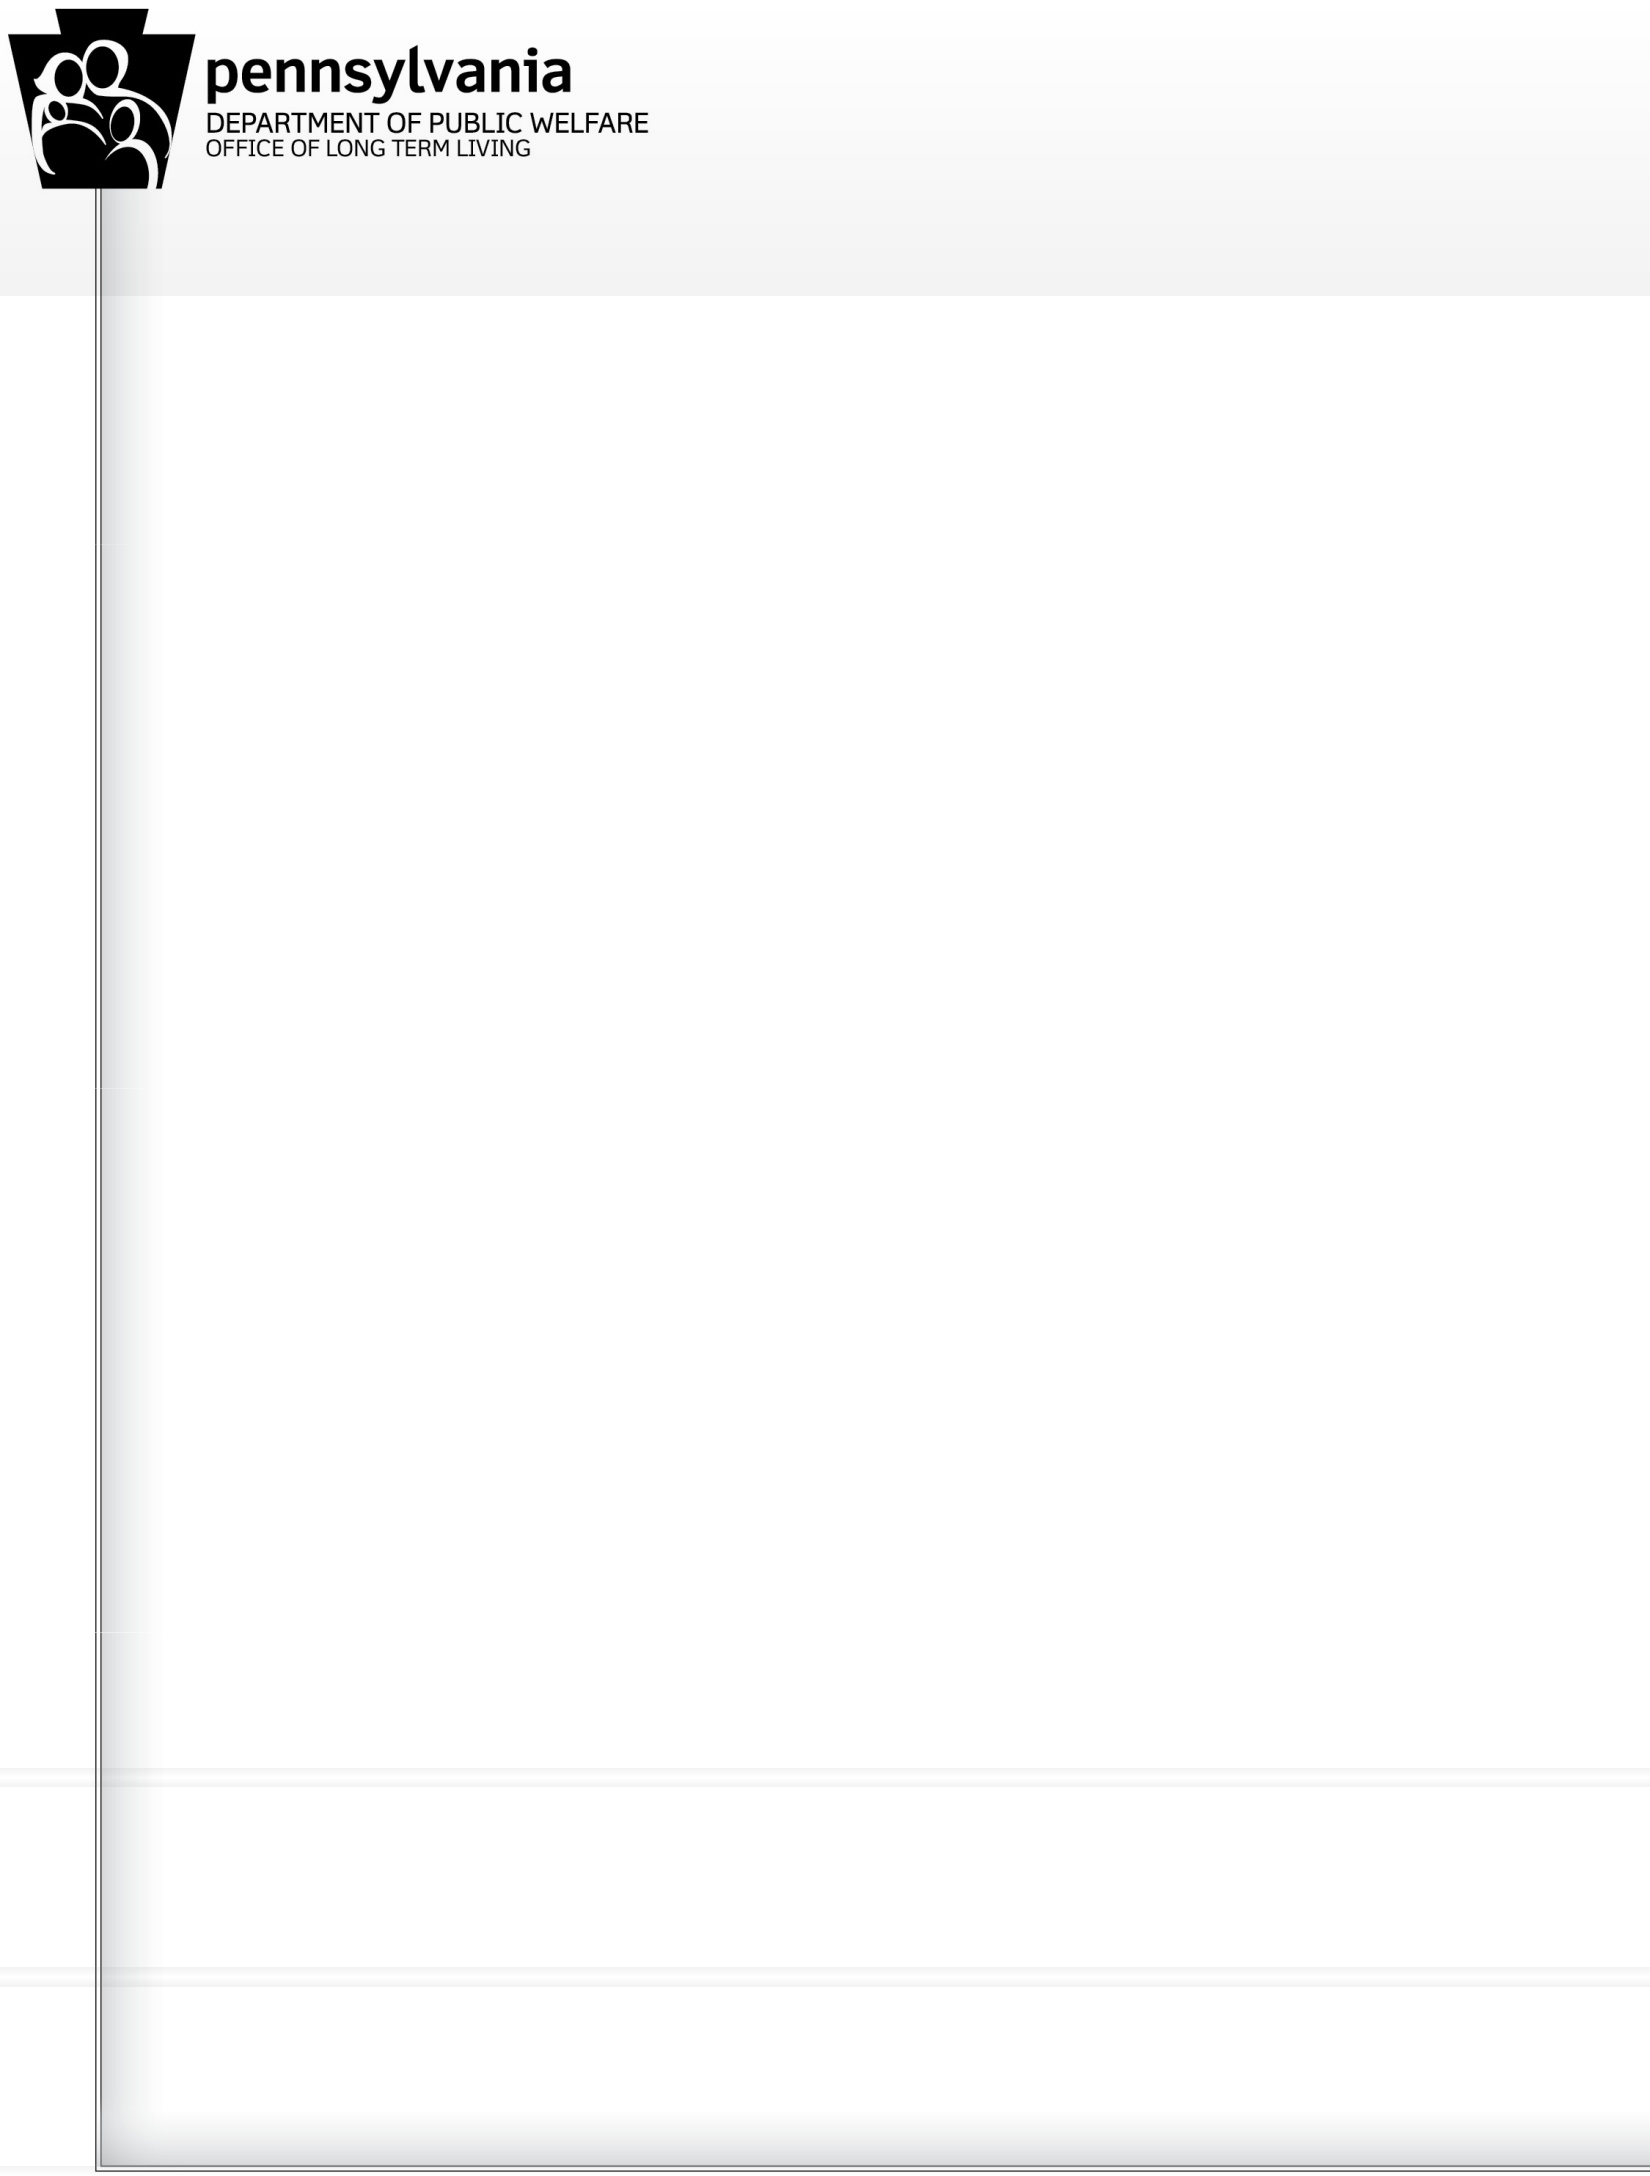 pennsylvania
DEPARTMENT OF PUBLIC WELFARE
OFFICE OF LONG TERM LIVING